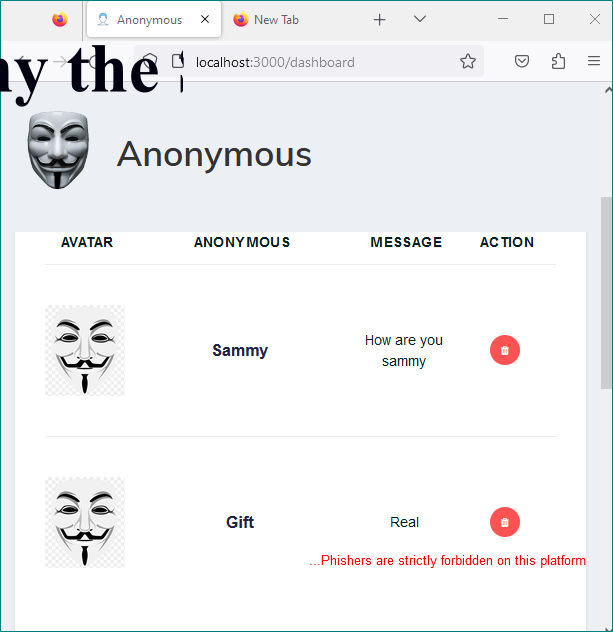 Anonymous
New Tab
localhost:3000/dashboard
the
Anonymous
AVATAR ANONYMOUS MESSAGE ACTION
Sammy
How are you
sammy
Gift
Real
...Phishers are strictly forbidden on this platform